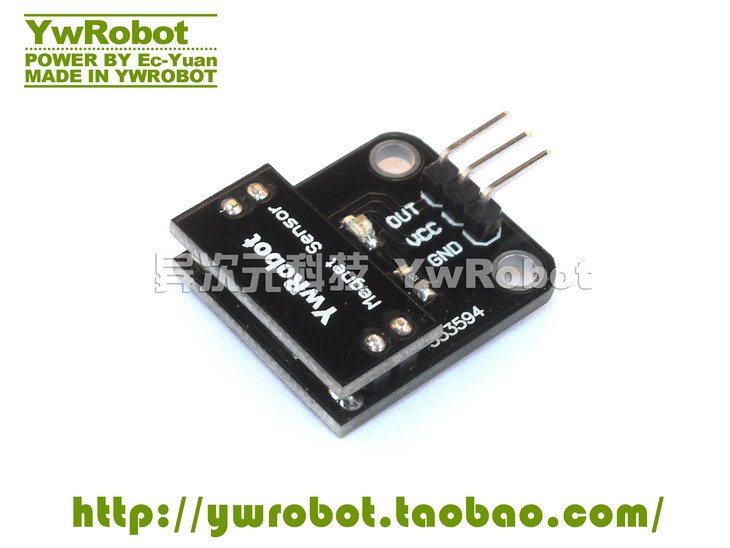 YwRobot
POWER BY Ec-Yuan
MADE IN YWROBOT
OUT
VCC
GND
YwRobot
Megnet Sensor
异次元科技 YwRobot
353594
http://ywrobot.taobao.com/